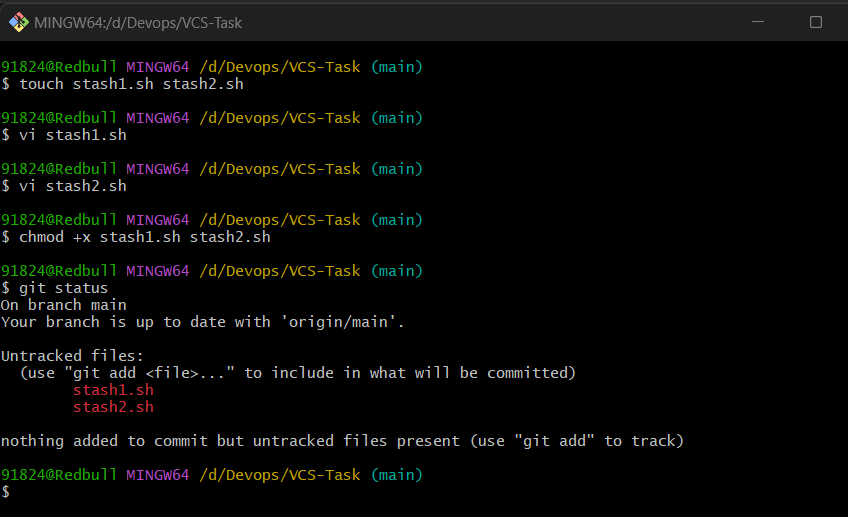 MINGW64:/d/Devops/VCS-Task
91824@Redbull MINGW64 /d/Devops/VCS-Task (main)
$ touch stash1.sh stash2.sh
91824@Redbull MINGW64 /d/Devops/VCS-Task (main)
$ vi stash1.sh
91824@Redbull MINGW64 /d/Devops/VCS-Task (main)
$ vi stash2.sh
91824@Redbull MINGW64 /d/Devops/VCS-Task (main)
$ chmod +x stash1.sh stash2.sh
91824@Redbull MINGW64 /d/Devops/VCS-Task (main)
$ git status
On branch main
Your branch is up to date with 'origin/main'.
Untracked files:
  (use "git add <file>..." to include in what will be committed)
        stash1.sh
        stash2.sh
nothing added to commit but untracked files present (use "git add" to track)
91824@Redbull MINGW64 /d/Devops/VCS-Task (main)
$